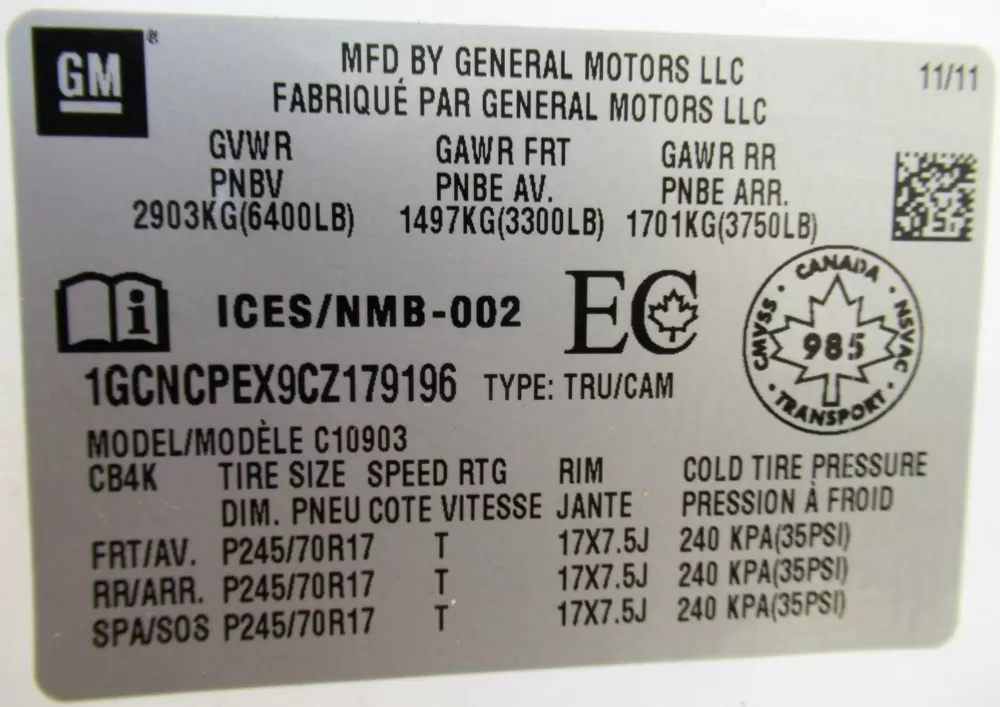 GM ®
MFD BY GENERAL MOTORS LLC
11/11
FABRIQUÉ PAR GENERAL MOTORS LLC
GVWR GAWR FRT GAWR RR
PNBV PNBE AV. PNBE ARR.
2903KG(6400LB) 1497KG(3300LB) 1701KG(3750LB)
i ICES/NMB-002 EC
CANADA
CMVSS 985 NSVAC
TRANSPORT
1GCNCPEX9CZ179196 TYPE: TRU/CAM
MODEL/MODÈLE C10903
CB4K TIRE SIZE SPEED RTG RIM COLD TIRE PRESSURE
DIM. PNEU COTE VITESSE JANTE PRESSION À FROID
FRT/AV. P245/70R17 T 17X7.5J 240 KPA(35PSI)
RR/ARR. P245/70R17 T 17X7.5J 240 KPA(35PSI)
SPA/SOS P245/70R17 T 17X7.5J 240 KPA(35PSI)